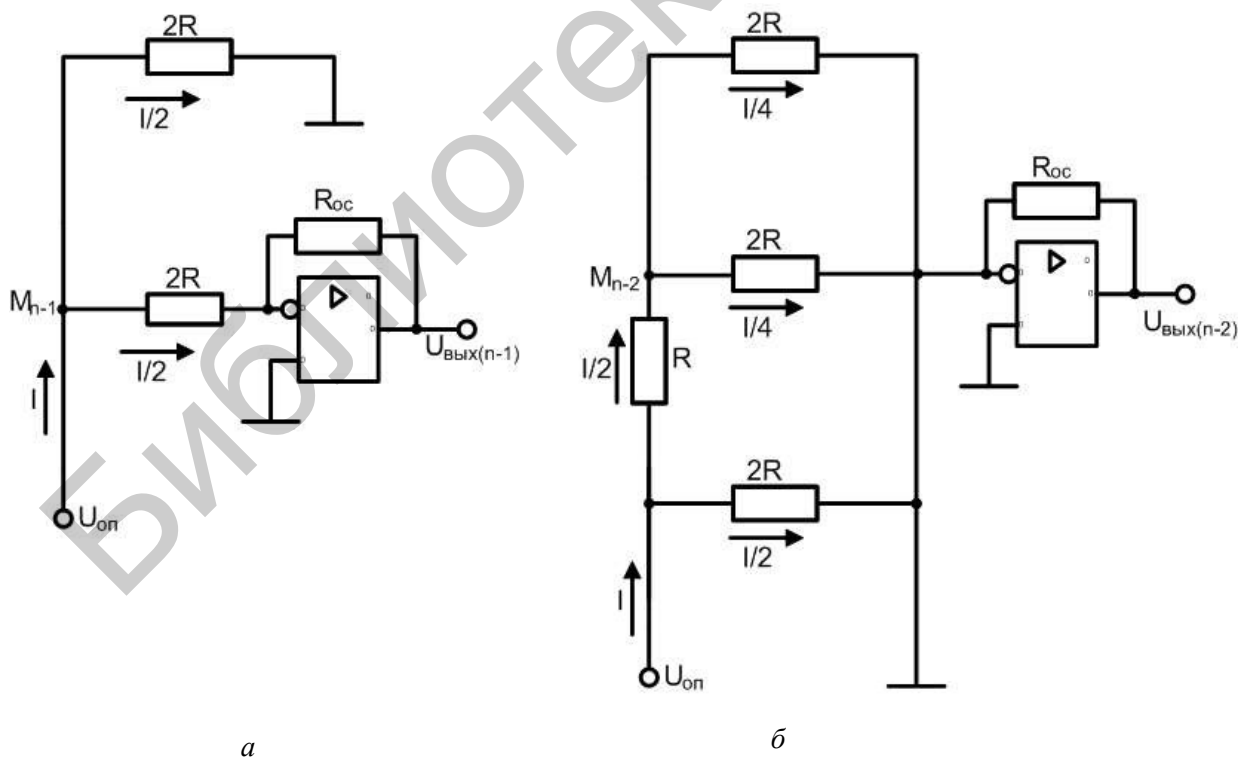 2R
I/2
Rос
2R
Mn-1
I/2
Uвых(n-1)
I
Uоп
а
2R
I/4
Rос
2R
Mn-2
I/4
Uвых(n-2)
I/2
R
2R
I/2
I
Uоп
б
Библиотек